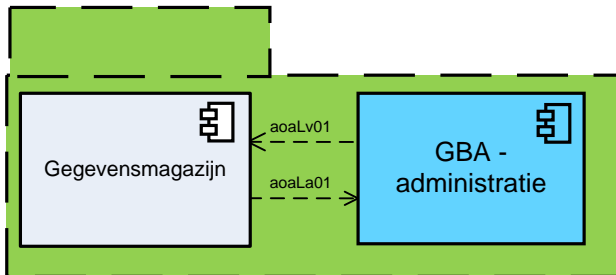 Gegevensmagazijn
aoaLv01
aoaLa01
GBA -
administratie